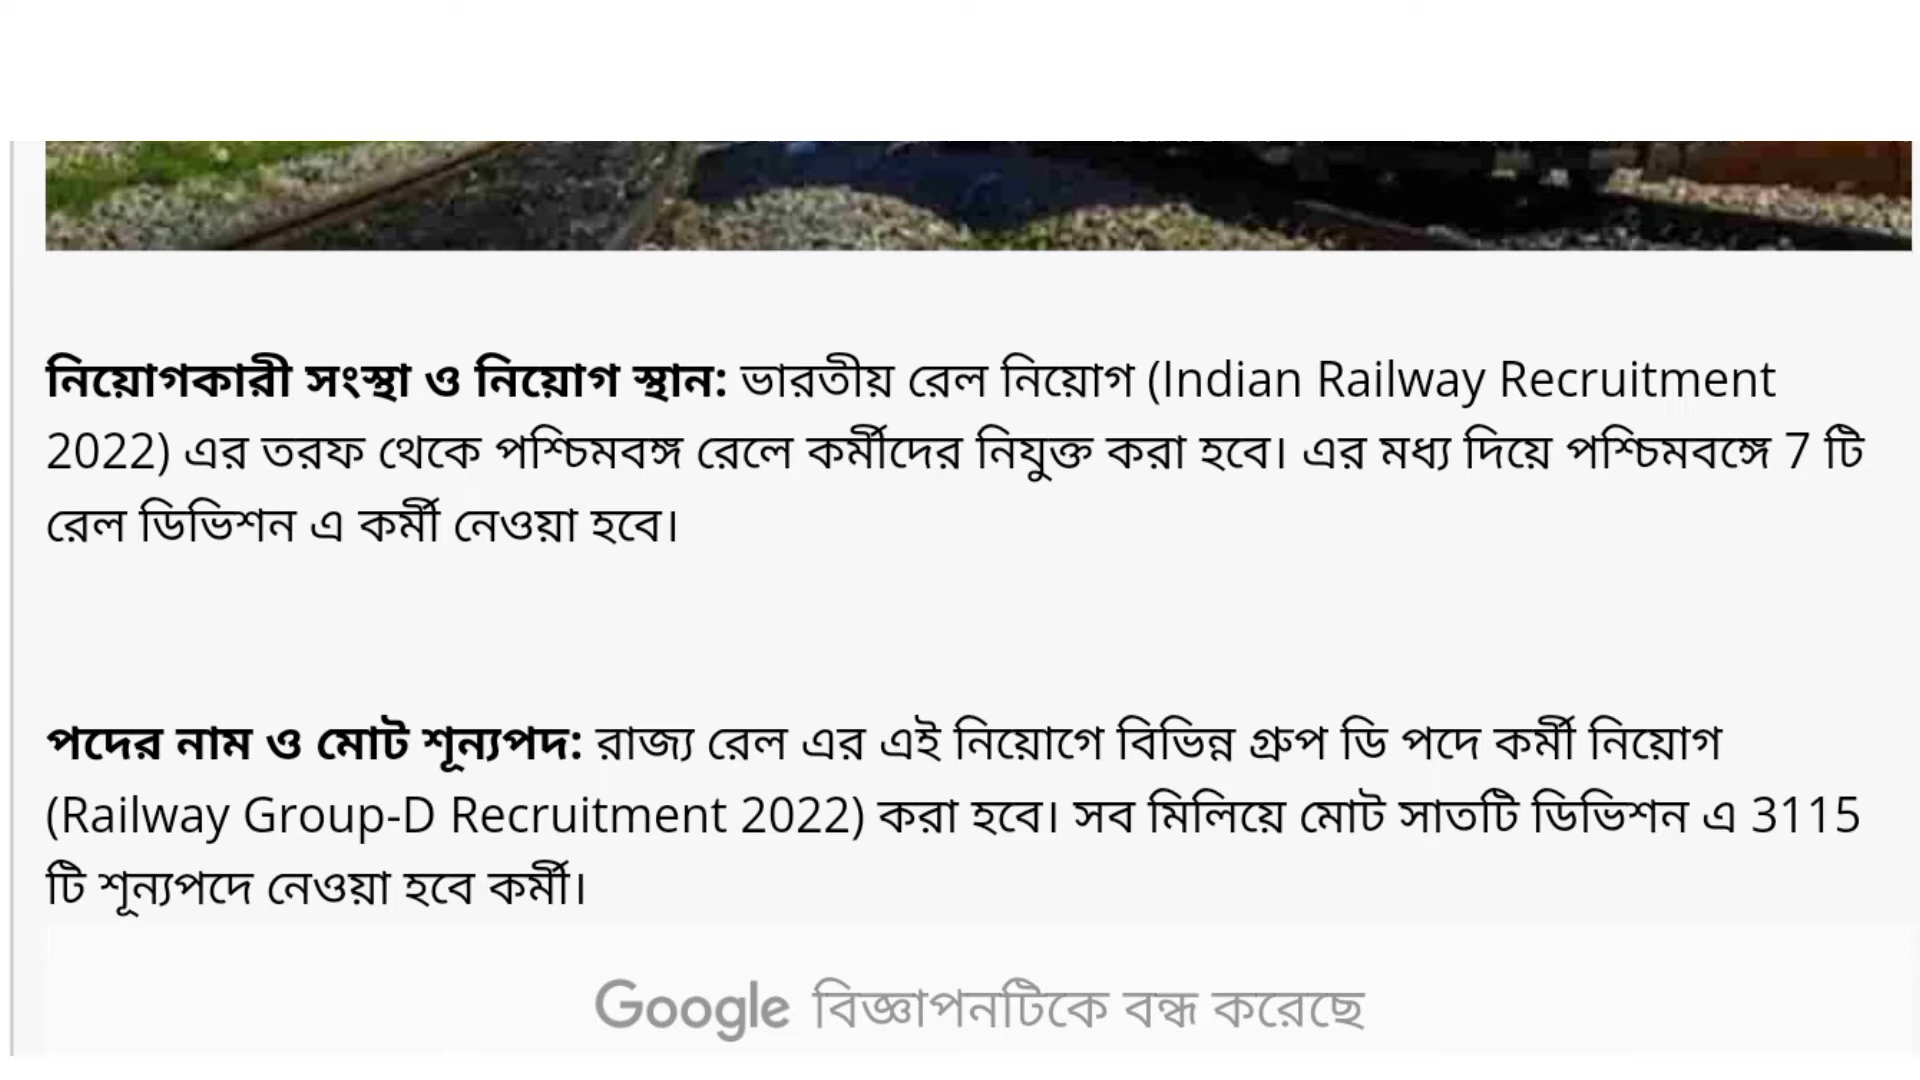 নিয়োগকারী সংস্থা ও নিয়োগ স্থান: ভারতীয় রেল নিয়োগ (Indian Railway Recruitment
2022) এর তরফ থেকে পশ্চিমবঙ্গ রেলে কর্মীদের নিযুক্ত করা হবে। এর মধ্য দিয়ে পশ্চিমবঙ্গে 7 টি
রেল ডিভিশন এ কর্মী নেওয়া হবে।
পদের নাম ও মোট শূন্যপদ: রাজ্য রেল এর এই নিয়োগে বিভিন্ন গ্রুপ ডি পদে কর্মী নিয়োগ
(Railway Group-D Recruitment 2022) করা হবে। সব মিলিয়ে মোট সাতটি ডিভিশন এ 3115
টি শূন্যপদে নেওয়া হবে কর্মী।
Google বিজ্ঞাপনটিকে বন্ধ করেছে